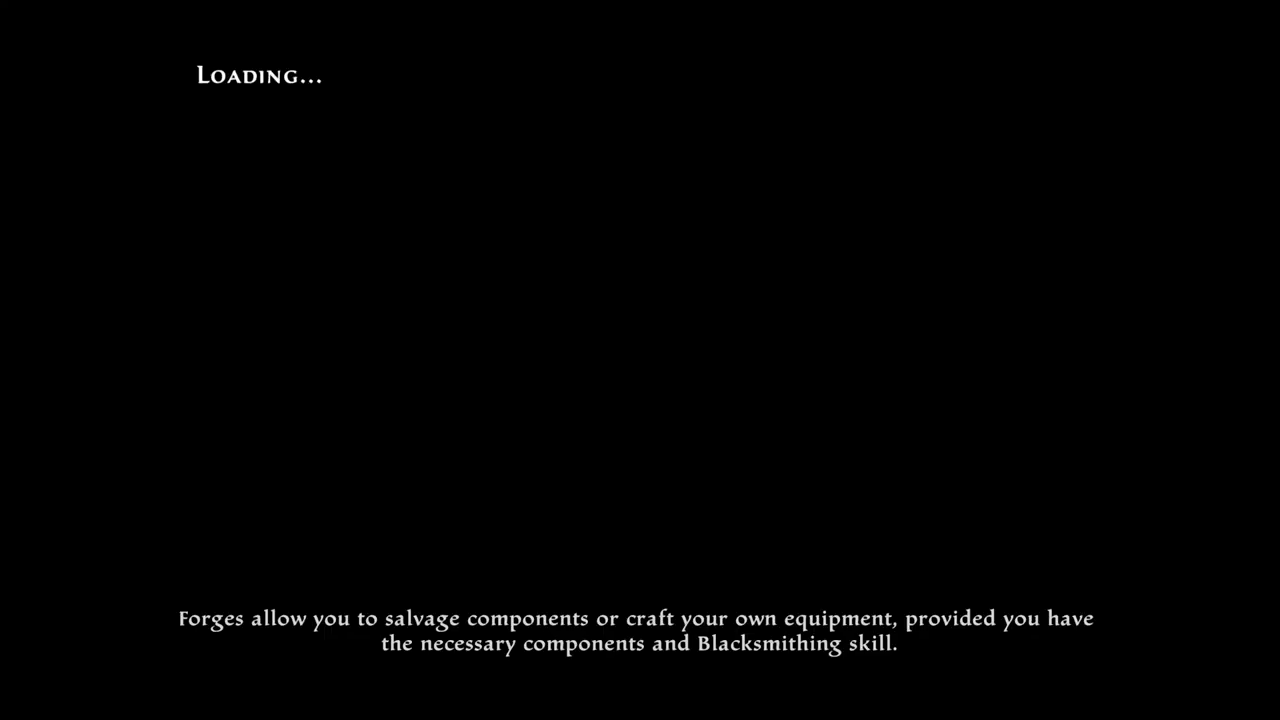 Loading...
Forges allow you to salvage components or craft your own equipment, provided you have
the necessary components and Blacksmithing skill.